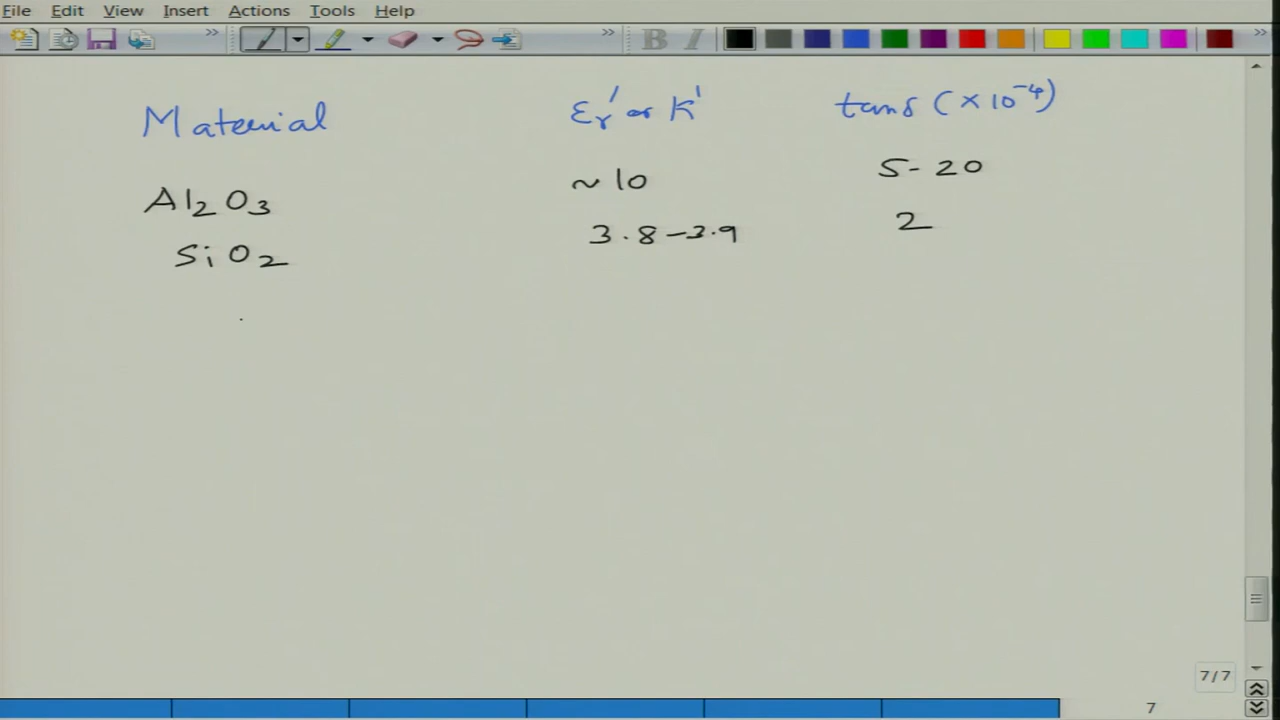 File Edit View Insert Actions Tools Help
B I
Material εr' or K' tanδ (×10⁻⁴)
Al₂O₃ ~10 5-20
SiO₂ 3.8-3.9 2
7/7
7